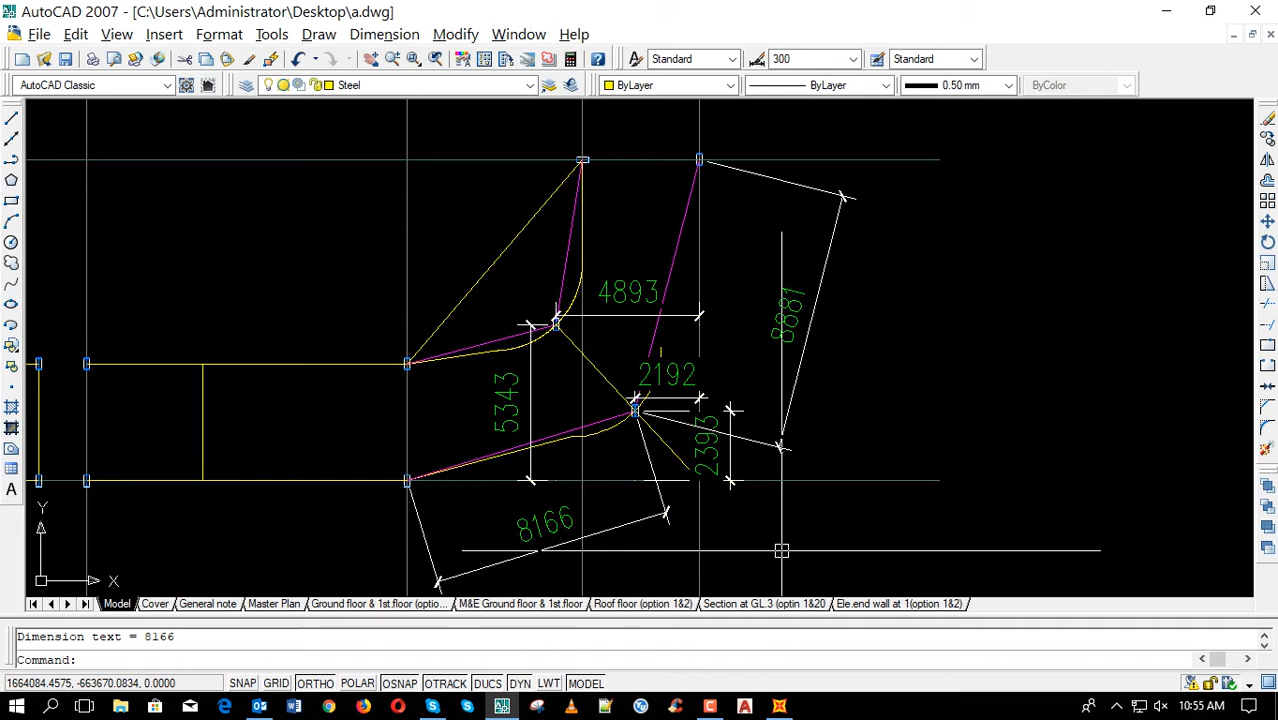 AutoCAD 2007 - [C:\Users\Administrator\Desktop\a.dwg]
File Edit View Insert Format Tools Draw Dimension Modify Window Help
Standard 300 Standard
AutoCAD Classic Steel ByLayer ByLayer 0.50 mm ByColor
4893
8881
2192
5343
2393
8166
Y
X
A
Model Cover General note Master Plan Ground floor & 1st.floor (optio... M&E Ground floor & 1st.floor Roof floor (option 1&2) Section at GL.3 (optin 1&20 Ele.end wall at 1(option 1&2)
Dimension text = 8166
Command:
1664084.4575, -663670.0834, 0.0000 SNAP GRID ORTHO POLAR OSNAP OTRACK DUCS DYN LWT MODEL
10:55 AM